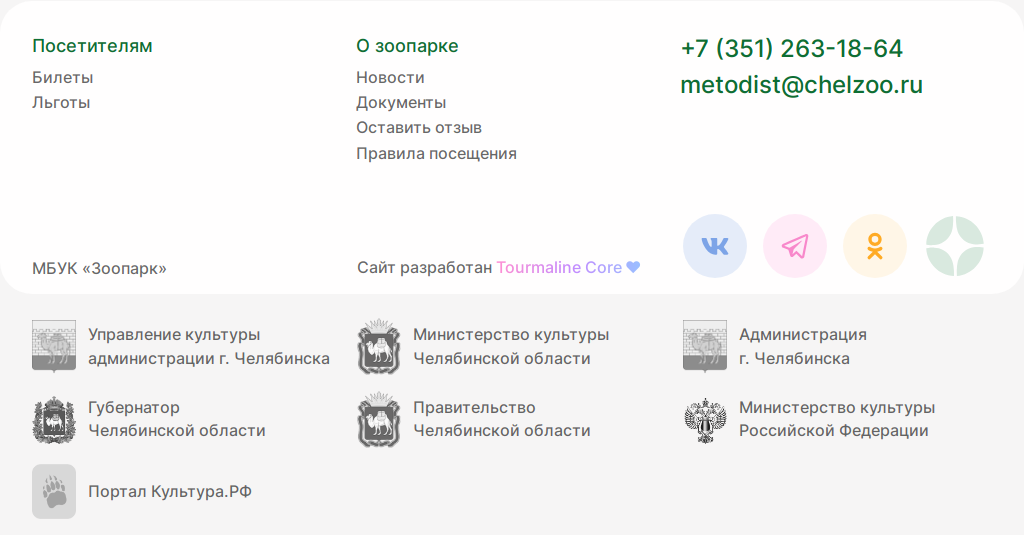 Посетителям
Билеты
Льготы
О зоопарке
Новости
Документы
Оставить отзыв
Правила посещения
+7 (351) 263-18-64
metodist@chelzoo.ru
МБУК «Зоопарк»
Сайт разработан Tourmaline Core
Управление культуры
администрации г. Челябинска
Министерство культуры
Челябинской области
Администрация
г. Челябинска
Губернатор
Челябинской области
Правительство
Челябинской области
Министерство культуры
Российской Федерации
Портал Культура.РФ